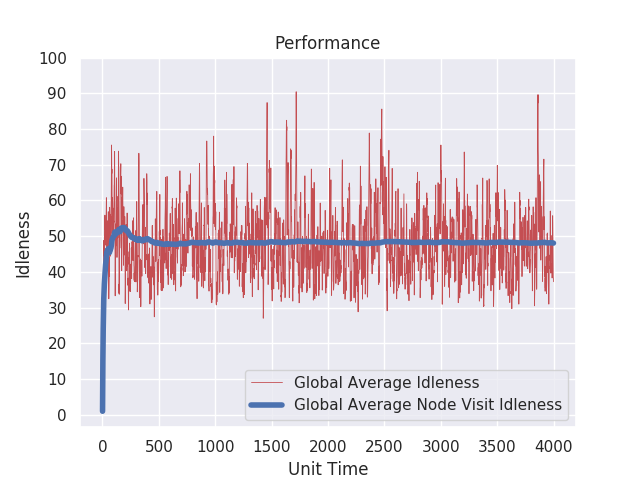 Performance
100
90
80
70
60
50
40
30
20
10
0
Idleness
Global Average Idleness
Global Average Node Visit Idleness
0 500 1000 1500 2000 2500 3000 3500 4000
Unit Time